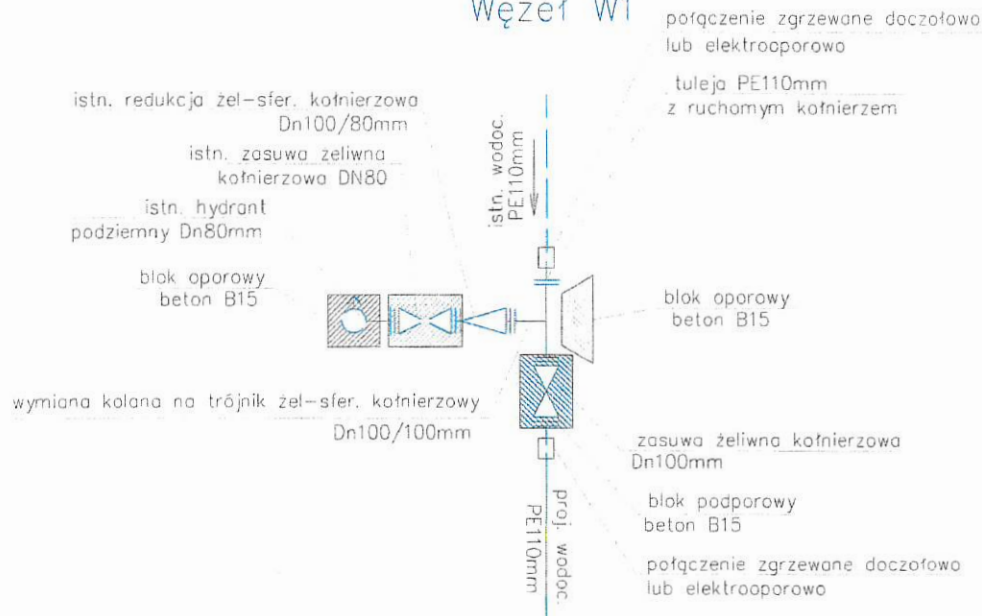 Węzeł W1
połączenie zgrzewane doczołowo
lub elektrooporowo
tuleja PE110mm
z ruchomym kołnierzem
istn. redukcja żel-sfer. kołnierzowa
Dn100/80mm
istn. zasuwa żeliwna
kołnierzowa DN80
istn. hydrant
podziemny Dn80mm
blok oporowy
beton B15
istn. wodoc.
PE110mm
blok oporowy
beton B15
wymiana kolana na trójnik żel-sfer. kołnierzowy
Dn100/100mm
zasuwa żeliwna kołnierzowa
Dn100mm
blok podporowy
beton B15
proj. wodoc.
PE110mm
połączenie zgrzewane doczołowo
lub elektrooporowo